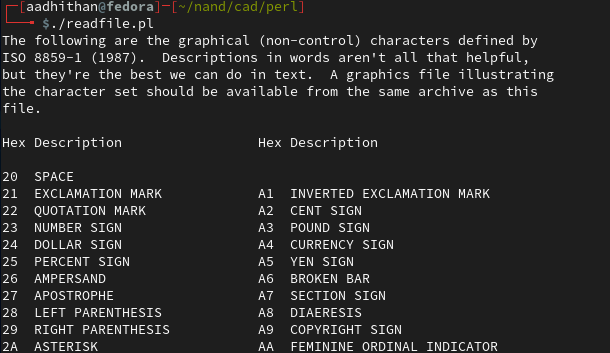 ┌─[aadhithan@fedora]─[~/nand/cad/perl]
└──╼ $./readfile.pl
The following are the graphical (non-control) characters defined by
ISO 8859-1 (1987).  Descriptions in words aren't all that helpful,
but they're the best we can do in text.  A graphics file illustrating
the character set should be available from the same archive as this
file.

Hex Description                 Hex Description

20  SPACE
21  EXCLAMATION MARK            A1  INVERTED EXCLAMATION MARK
22  QUOTATION MARK              A2  CENT SIGN
23  NUMBER SIGN                 A3  POUND SIGN
24  DOLLAR SIGN                 A4  CURRENCY SIGN
25  PERCENT SIGN                A5  YEN SIGN
26  AMPERSAND                   A6  BROKEN BAR
27  APOSTROPHE                  A7  SECTION SIGN
28  LEFT PARENTHESIS            A8  DIAERESIS
29  RIGHT PARENTHESIS           A9  COPYRIGHT SIGN
2A  ASTERISK                    AA  FEMININE ORDINAL INDICATOR